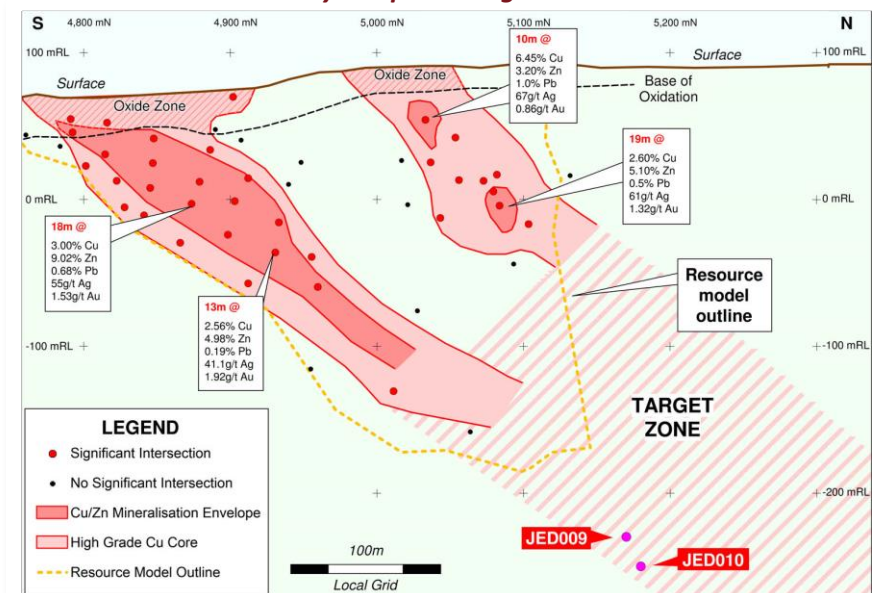 S 4,800 mN 4,900 mN 5,000 mN 5,100 mN 5,200 mN N
100 mRL
+ 100 mRL
Surface
Surface
Oxide Zone
Oxide Zone
Base of
Oxidation
10m @
6.45% Cu
3.20% Zn
1.0% Pb
67g/t Ag
0.86g/t Au
19m @
2.60% Cu
5.10% Zn
0.5% Pb
61g/t Ag
1.32g/t Au
0 mRL
0 mRL
18m @
3.00% Cu
9.02% Zn
0.68% Pb
55g/t Ag
1.53g/t Au
13m @
2.56% Cu
4.98% Zn
0.19% Pb
41.1g/t Ag
1.92g/t Au
Resource
model
outline
-100 mRL
-100 mRL
TARGET
ZONE
-200 mRL
JED009
JED010
LEGEND
Significant Intersection
No Significant Intersection
Cu/Zn Mineralisation Envelope
High Grade Cu Core
Resource Model Outline
100m
Local Grid